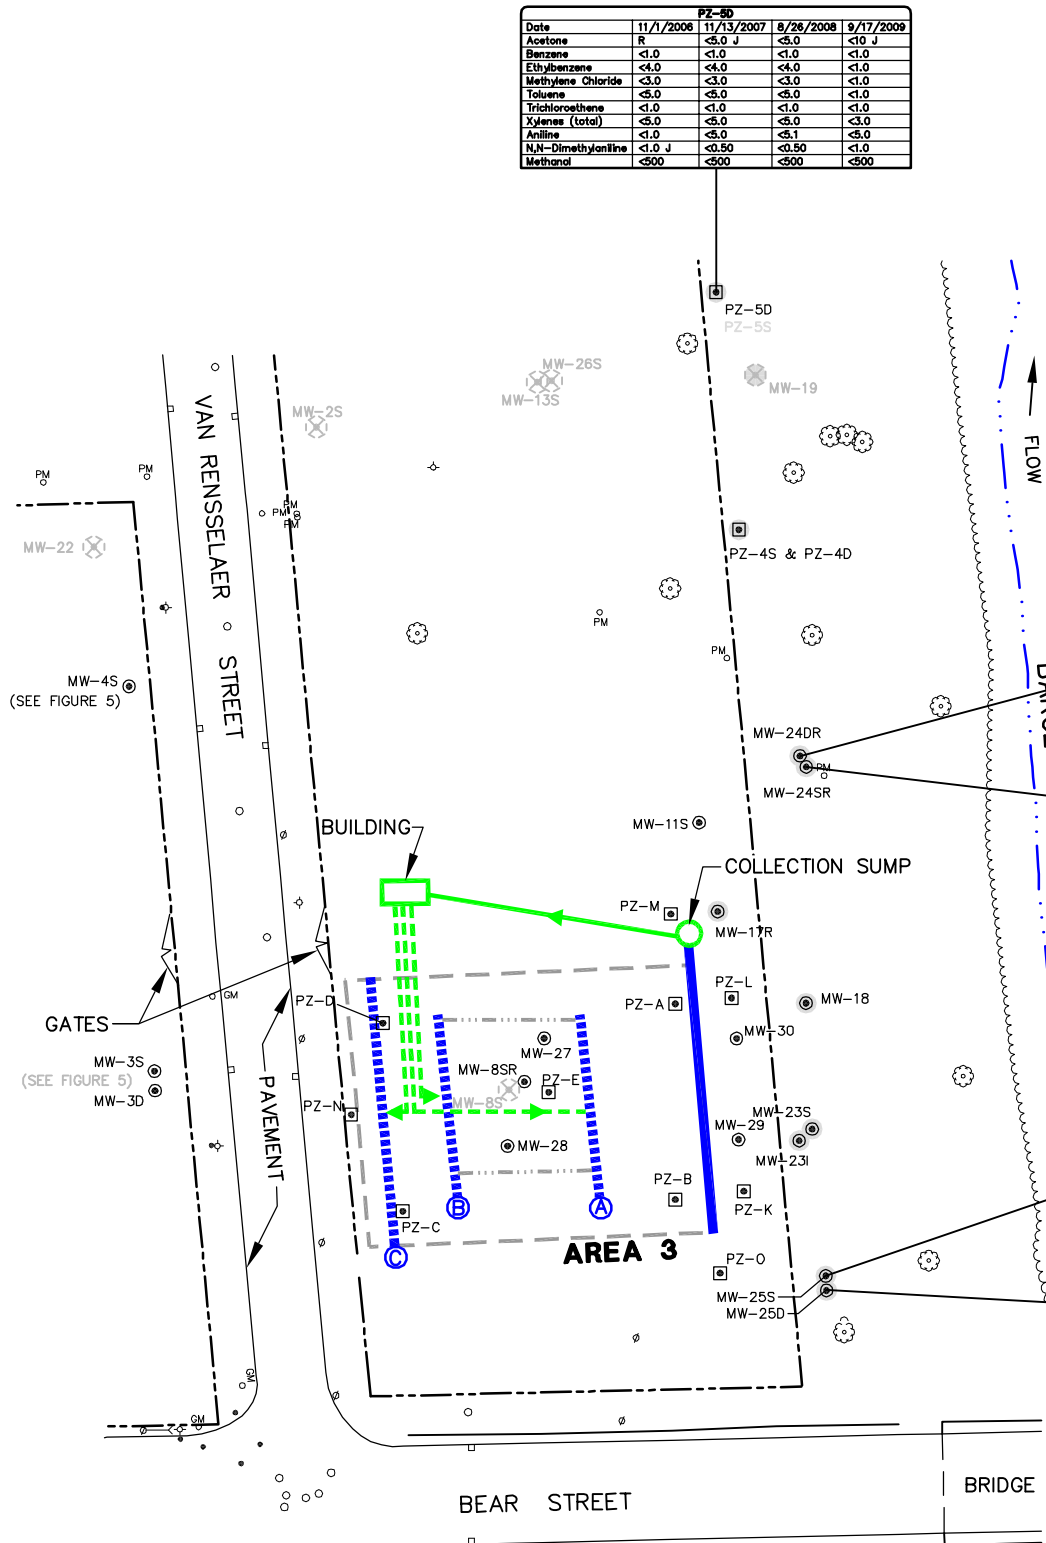 PZ-5D
Date 11/1/2006 11/13/2007 8/26/2008 9/17/2009
Acetone R <5.0 J <5.0 <10 J
Benzene <1.0 <1.0 <1.0 <1.0
Ethylbenzene <4.0 <4.0 <4.0 <1.0
Methylene Chloride <3.0 <3.0 <3.0 <1.0
Toluene <5.0 <5.0 <5.0 <1.0
Trichloroethene <1.0 <1.0 <1.0 <1.0
Xylenes (total) <5.0 <5.0 <5.0 <3.0
Aniline <1.0 <5.0 <5.1 <5.0
N,N-Dimethylaniline <1.0 J <0.50 <0.50 <1.0
Methanol <500 <500 <500 <500
PZ-5D
PZ-5S
MW-26S
MW-13S
MW-19
MW-2S
FLOW
VAN RENSSELAER STREET
PM
PM
PM
PM
PM
MW-22
PZ-4S & PZ-4D
PM
PM
MW-4S
(SEE FIGURE 5)
MW-24DR
PM
MW-24SR
BUILDING
MW-11S
COLLECTION SUMP
PZ-M
MW-17R
PZ-L
PZ-A
MW-18
GM
PZ-D
GATES
MW-30
MW-27
MW-3S
(SEE FIGURE 5)
MW-3D
MW-8SR
PZ-E
MW-8S
PAVEMENT
PZ-N
MW-23S
MW-29
MW-28
MW-23I
PZ-B
PZ-K
B
A
PZ-C
C
AREA 3
PZ-O
MW-25S
MW-25D
GM
GM
BEAR STREET
BRIDGE